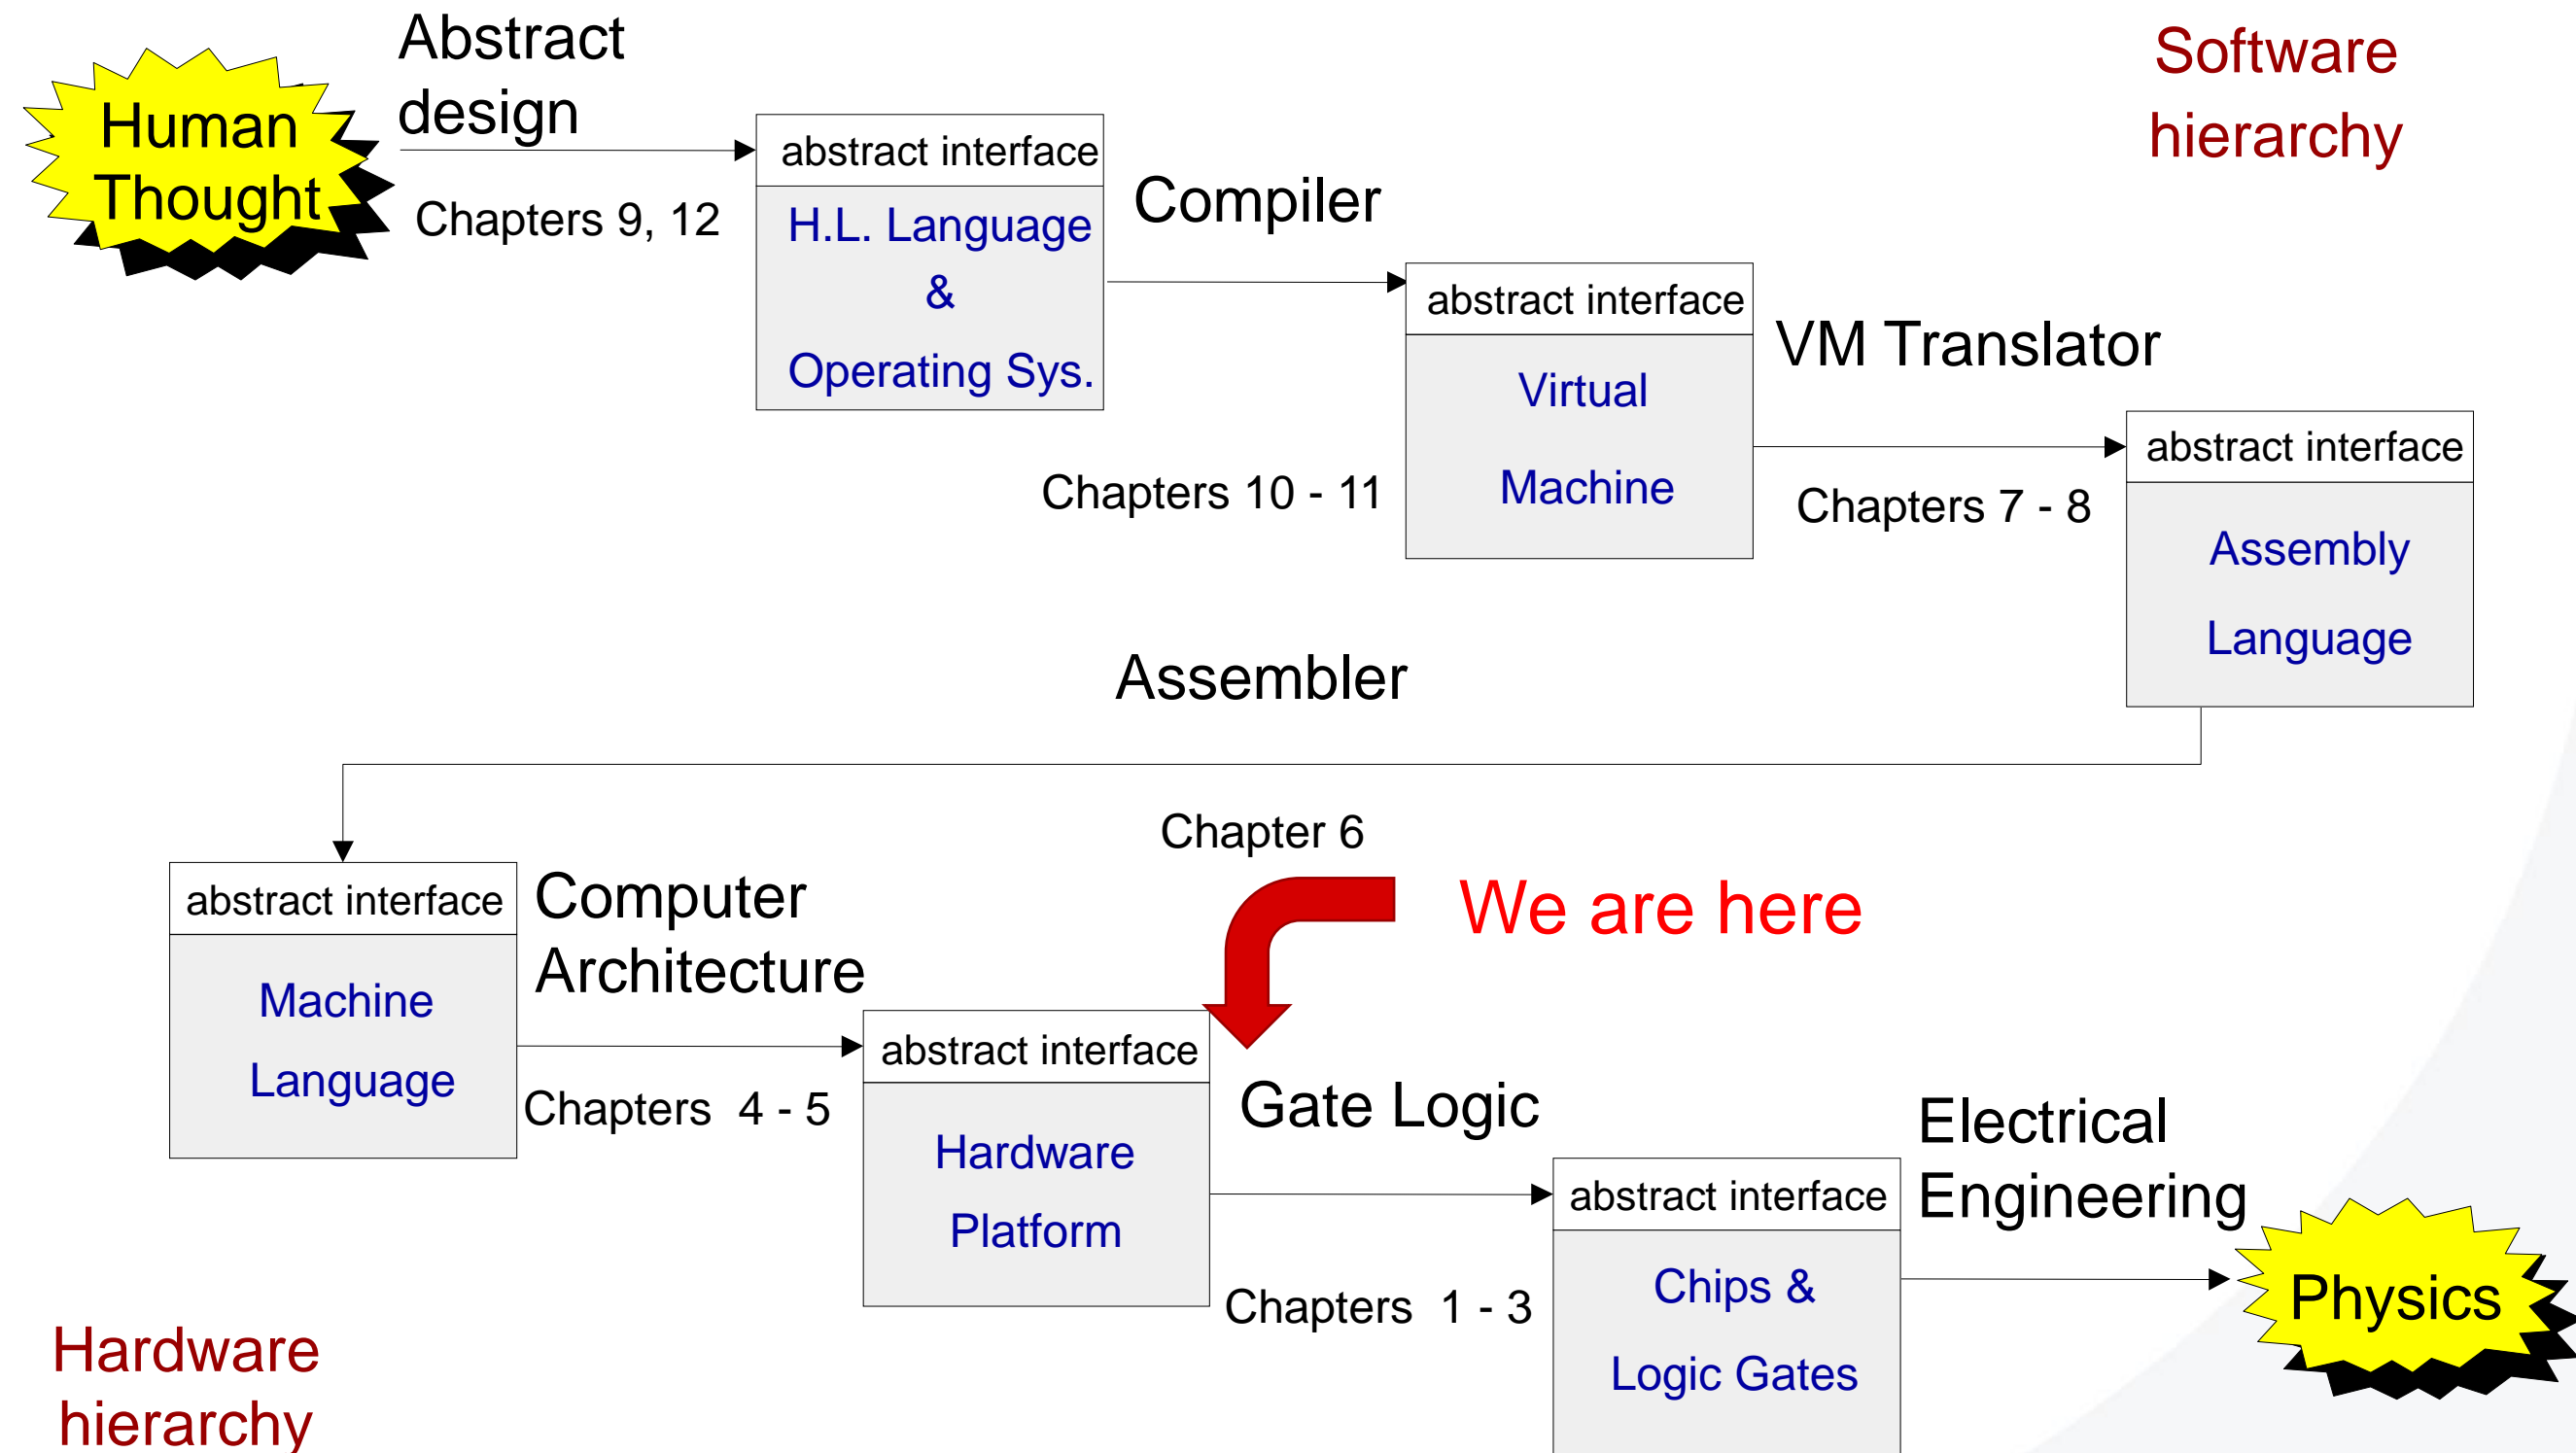 Abstract
design
Software
hierarchy
Human
Thought
Chapters 9, 12
abstract interface
H.L. Language
&
Operating Sys.
Compiler
Chapters 10 - 11
abstract interface
Virtual
Machine
VM Translator
Chapters 7 - 8
abstract interface
Assembly
Language
Assembler
Chapter 6
abstract interface
Machine
Language
Computer
Architecture
Chapters 4 - 5
We are here
abstract interface
Hardware
Platform
Gate Logic
Chapters 1 - 3
abstract interface
Chips &
Logic Gates
Electrical
Engineering
Physics
Hardware
hierarchy